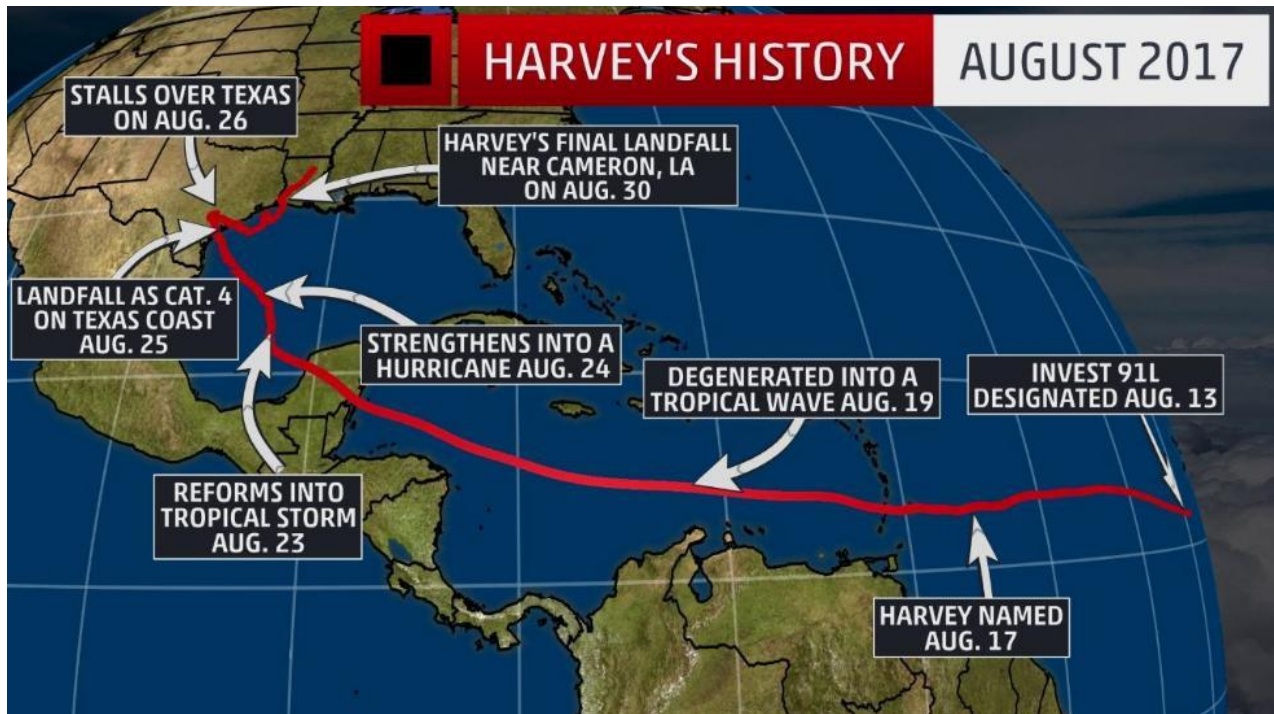 HARVEY'S HISTORY
AUGUST 2017
STALLS OVER TEXAS
ON AUG. 26
HARVEY'S FINAL LANDFALL
NEAR CAMERON, LA
ON AUG. 30
LANDFALL AS CAT. 4
ON TEXAS COAST
AUG. 25
STRENGTHENS INTO A
HURRICANE AUG. 24
DEGENERATED INTO A
TROPICAL WAVE AUG. 19
INVEST 91L
DESIGNATED AUG. 13
REFORMS INTO
TROPICAL STORM
AUG. 23
HARVEY NAMED
AUG. 17